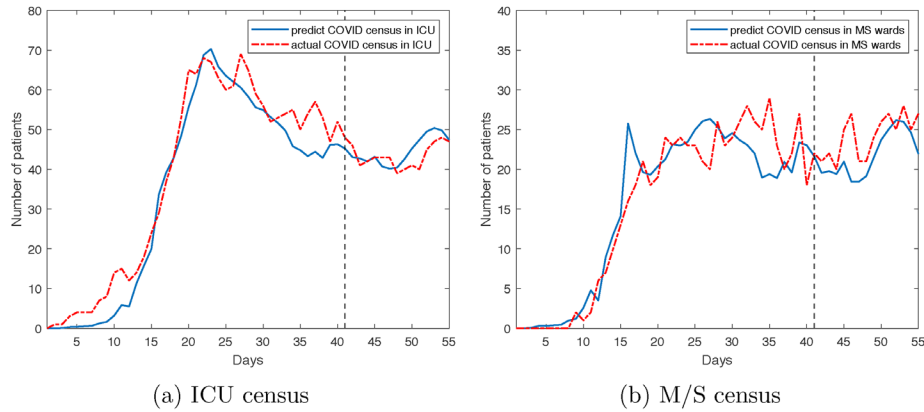 predict COVID census in ICU
actual COVID census in ICU
80
70
60
50
40
30
20
10
0
Number of patients
5 10 15 20 25 30 35 40 45 50 55
Days
(a) ICU census
predict COVID census in MS wards
actual COVID census in MS wards
40
35
30
25
20
15
10
5
0
Number of patients
5 10 15 20 25 30 35 40 45 50 55
Days
(b) M/S census